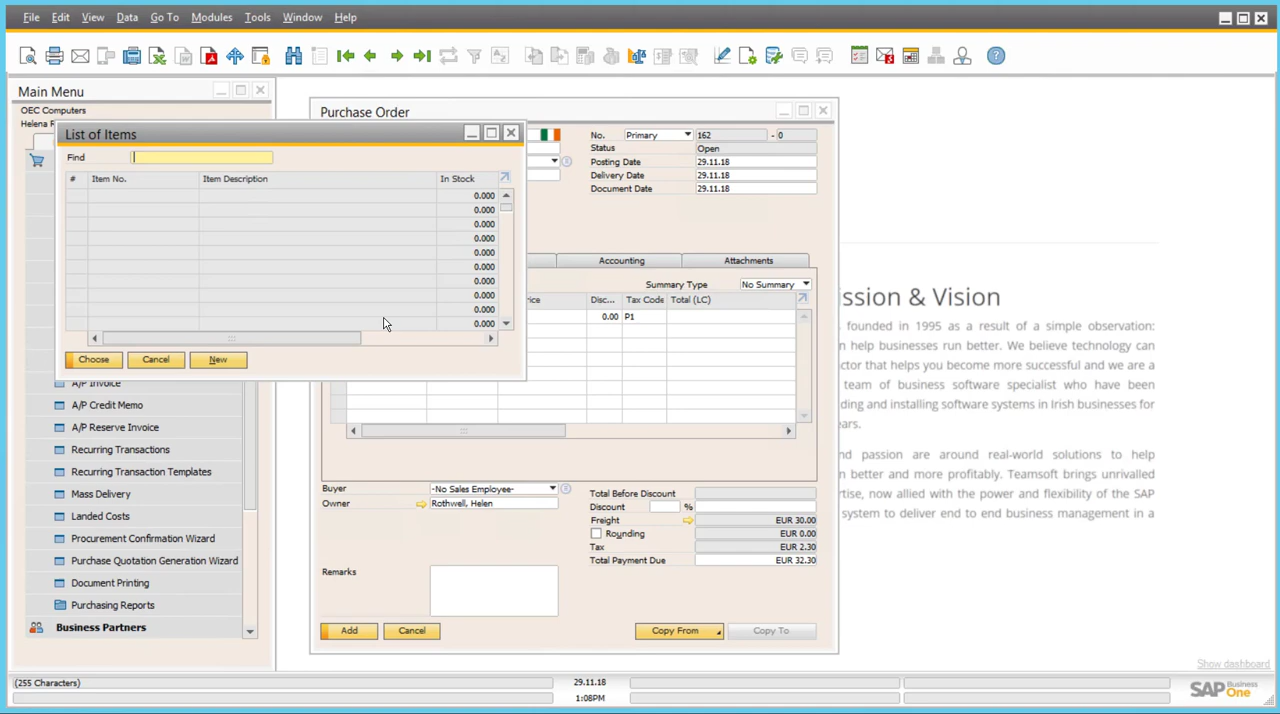 File Edit View Data Go To Modules Tools Window Help
Main Menu
OEC Computers
Helena R
List of Items
Find
# Item No. Item Description In Stock
0.000
0.000
0.000
0.000
0.000
0.000
0.000
0.000
0.000
0.000
Choose Cancel New
A/P Invoice
A/P Credit Memo
A/P Reserve Invoice
Recurring Transactions
Recurring Transaction Templates
Mass Delivery
Landed Costs
Procurement Confirmation Wizard
Purchase Quotation Generation Wizard
Document Printing
Purchasing Reports
Business Partners
Purchase Order
No. Primary 162 - 0
Status Open
Posting Date 29.11.18
Delivery Date 29.11.18
Document Date 29.11.18
Accounting Attachments
Summary Type No Summary
rice Disc... Tax Code Total (LC)
0.00 P1
Buyer -No Sales Employee-
Owner Rothwell, Helen
Total Before Discount
Discount %
Freight EUR 30.00
Rounding EUR 0.00
Tax EUR 2.30
Total Payment Due EUR 32.30
Remarks
Add Cancel Copy From Copy To
ssion & Vision
founded in 1995 as a result of a simple observation:
n help businesses run better. We believe technology can
ctor that helps you become more successful and we are a
team of business software specialist who have been
ding and installing software systems in Irish businesses for
ears.
nd passion are around real-world solutions to help
n better and more profitably. Teamsoft brings unrivalled
rtise, now allied with the power and flexibility of the SAP
system to deliver end to end business management in a
Show dashboard
(255 Characters) 29.11.18
1:08PM
SAP Business One